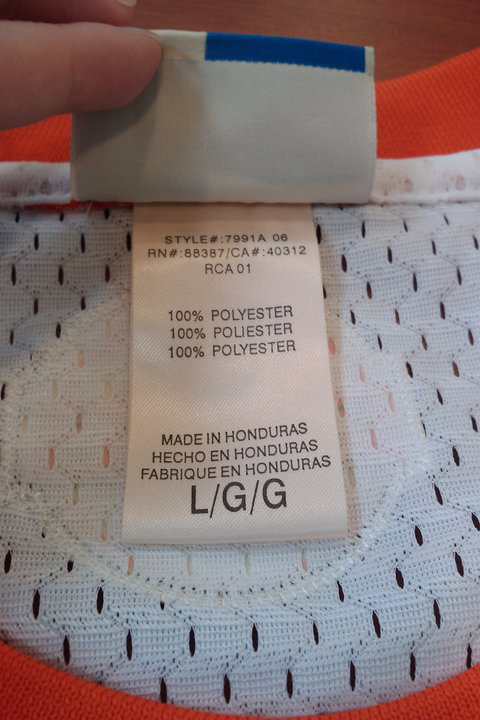 STYLE#:7991A 06
RN#:88387/CA#:40312
RCA 01
100% POLYESTER
100% POLIESTER
100% POLYESTER
MADE IN HONDURAS
HECHO EN HONDURAS
FABRIQUE EN HONDURAS
L/G/G